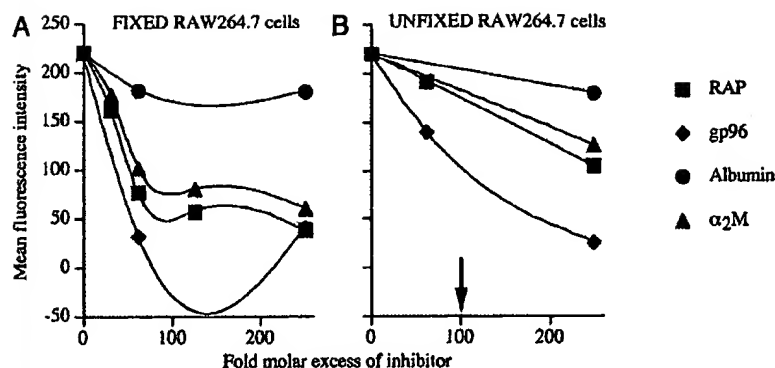 A FIXED RAW264.7 cells
B UNFIXED RAW264.7 cells
Mean fluorescence intensity
250
200
150
100
50
0
-50
0 100 200
0 100 200
Fold molar excess of inhibitor
RAP
gp96
Albumin
α2M